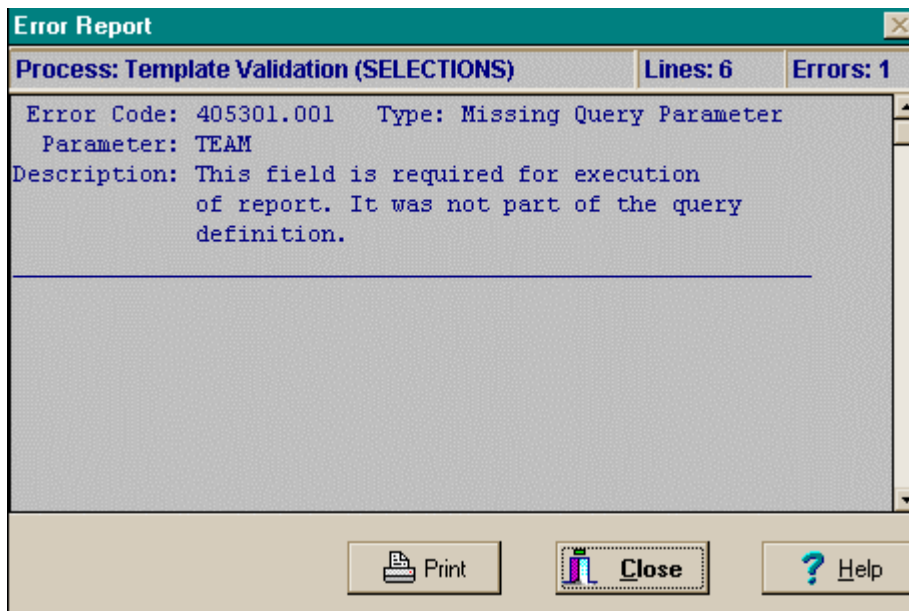 Error Report
Process: Template Validation (SELECTIONS) Lines: 6 Errors: 1
Error Code: 405301.001 Type: Missing Query Parameter
Parameter: TEAM
Description: This field is required for execution
of report. It was not part of the query
definition.
Print Close Help